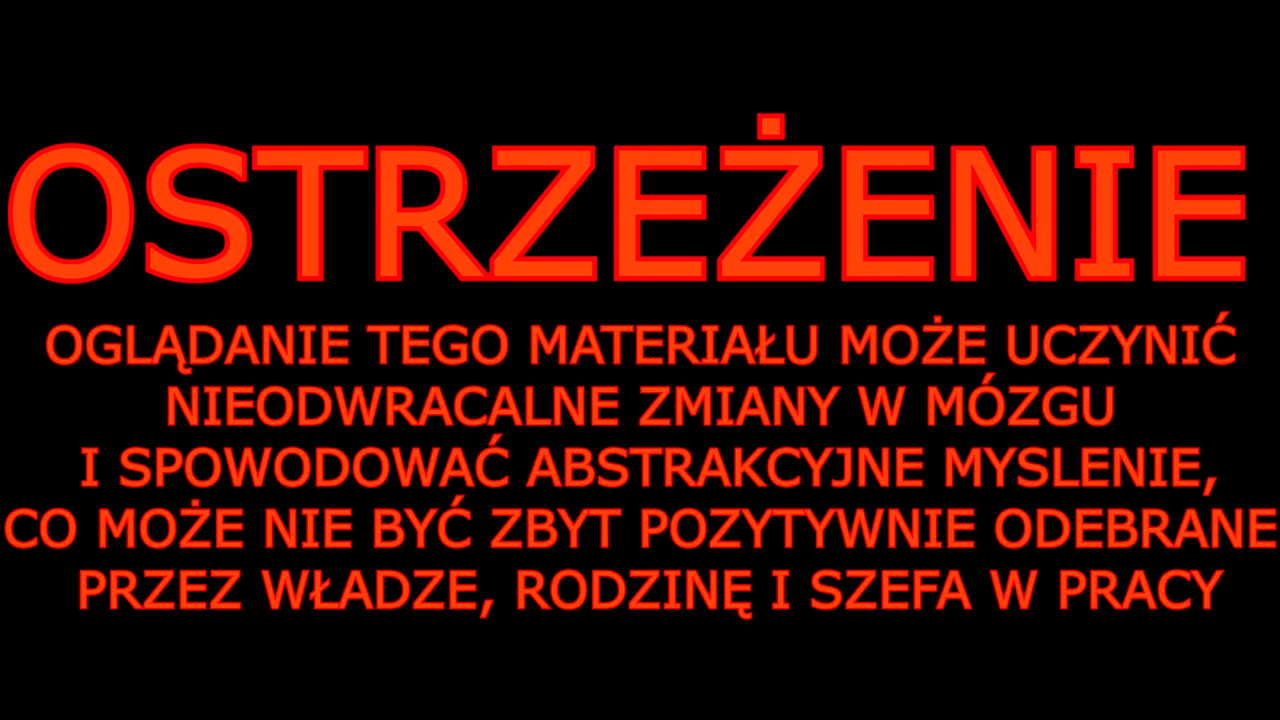 OSTRZEŻENIE
OGLĄDANIE TEGO MATERIAŁU MOŻE UCZYNIĆ
NIEODWRACALNE ZMIANY W MÓZGU
I SPOWODOWAĆ ABSTRAKCYJNE MYSLENIE,
CO MOŻE NIE BYĆ ZBYT POZYTYWNIE ODEBRANE
PRZEZ WŁADZE, RODZINĘ I SZEFA W PRACY